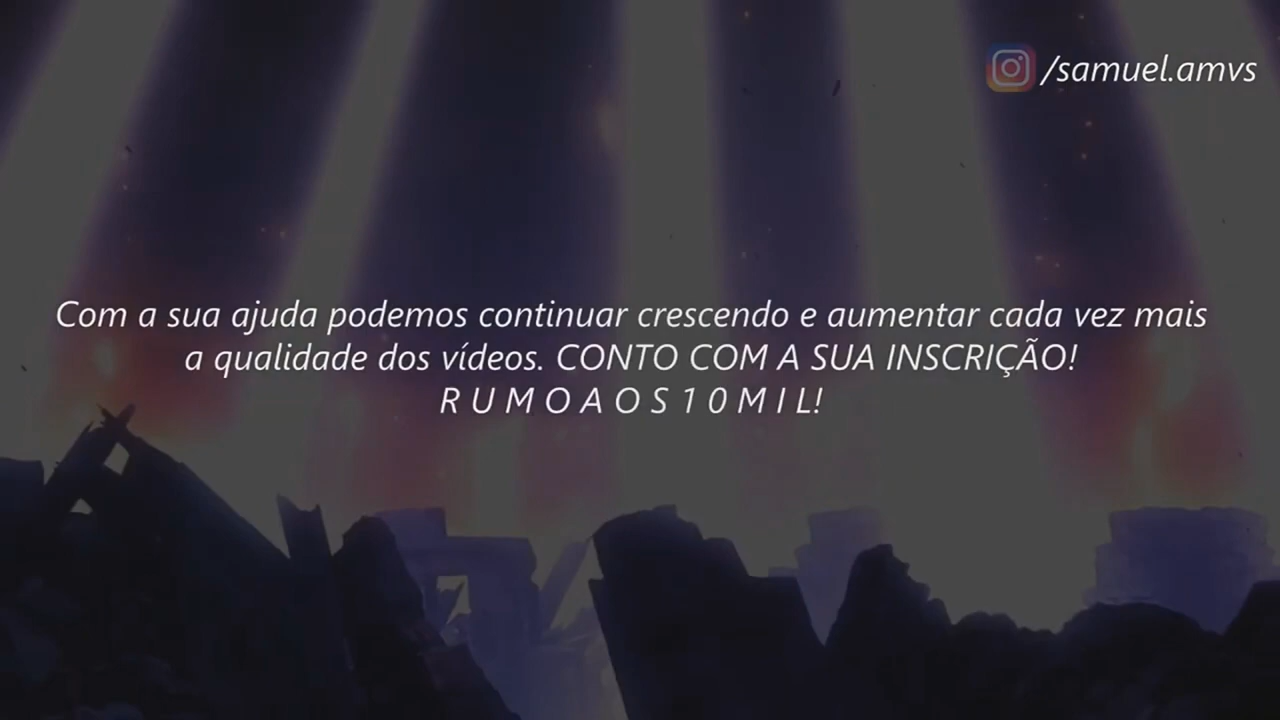 /samuel.amvs
Com a sua ajuda podemos continuar crescendo e aumentar cada vez mais
a qualidade dos vídeos. CONTO COM A SUA INSCRIÇÃO!
R U M O A O S 1 0 M I L!